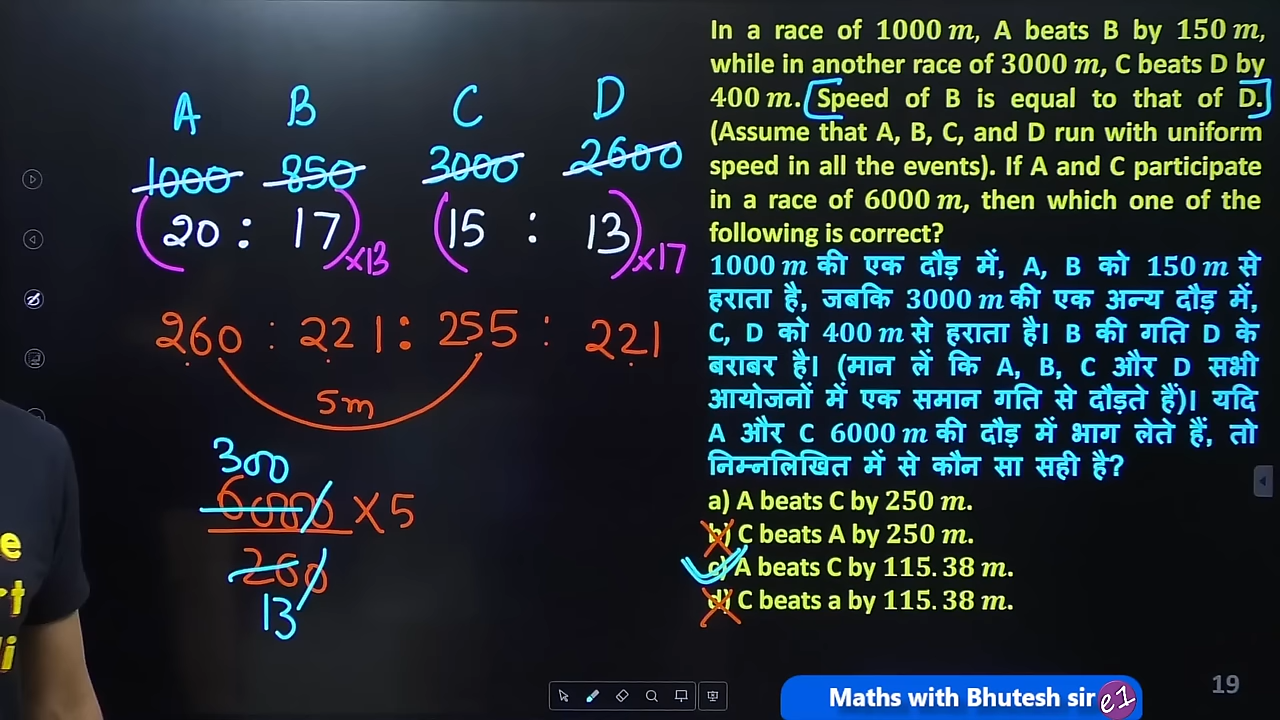 In a race of 1000 m, A beats B by 150 m,
while in another race of 3000 m, C beats D by
400 m. Speed of B is equal to that of D.
(Assume that A, B, C, and D run with uniform
speed in all the events). If A and C participate
in a race of 6000 m, then which one of the
following is correct?
1000 m की एक दौड़ में, A, B को 150 m से
हराता है, जबकि 3000 m की एक अन्य दौड़ में,
C, D को 400 m से हराता है। B की गति D के
बराबर है। (मान लें कि A, B, C और D सभी
आयोजनों में एक समान गति से दौड़ते हैं)। यदि
A और C 6000 m की दौड़ में भाग लेते हैं, तो
निम्नलिखित में से कौन सा सही है?
a) A beats C by 250 m.
b) C beats A by 250 m.
c) A beats C by 115.38 m.
d) C beats a by 115.38 m.
A B C D
1000 850 3000 2600
(20 : 17)×13 (15 : 13)×17
260 : 221 : 255 : 221
5m
300
6000 × 5
260
13
e
rt
li
Maths with Bhutesh sir e1
19